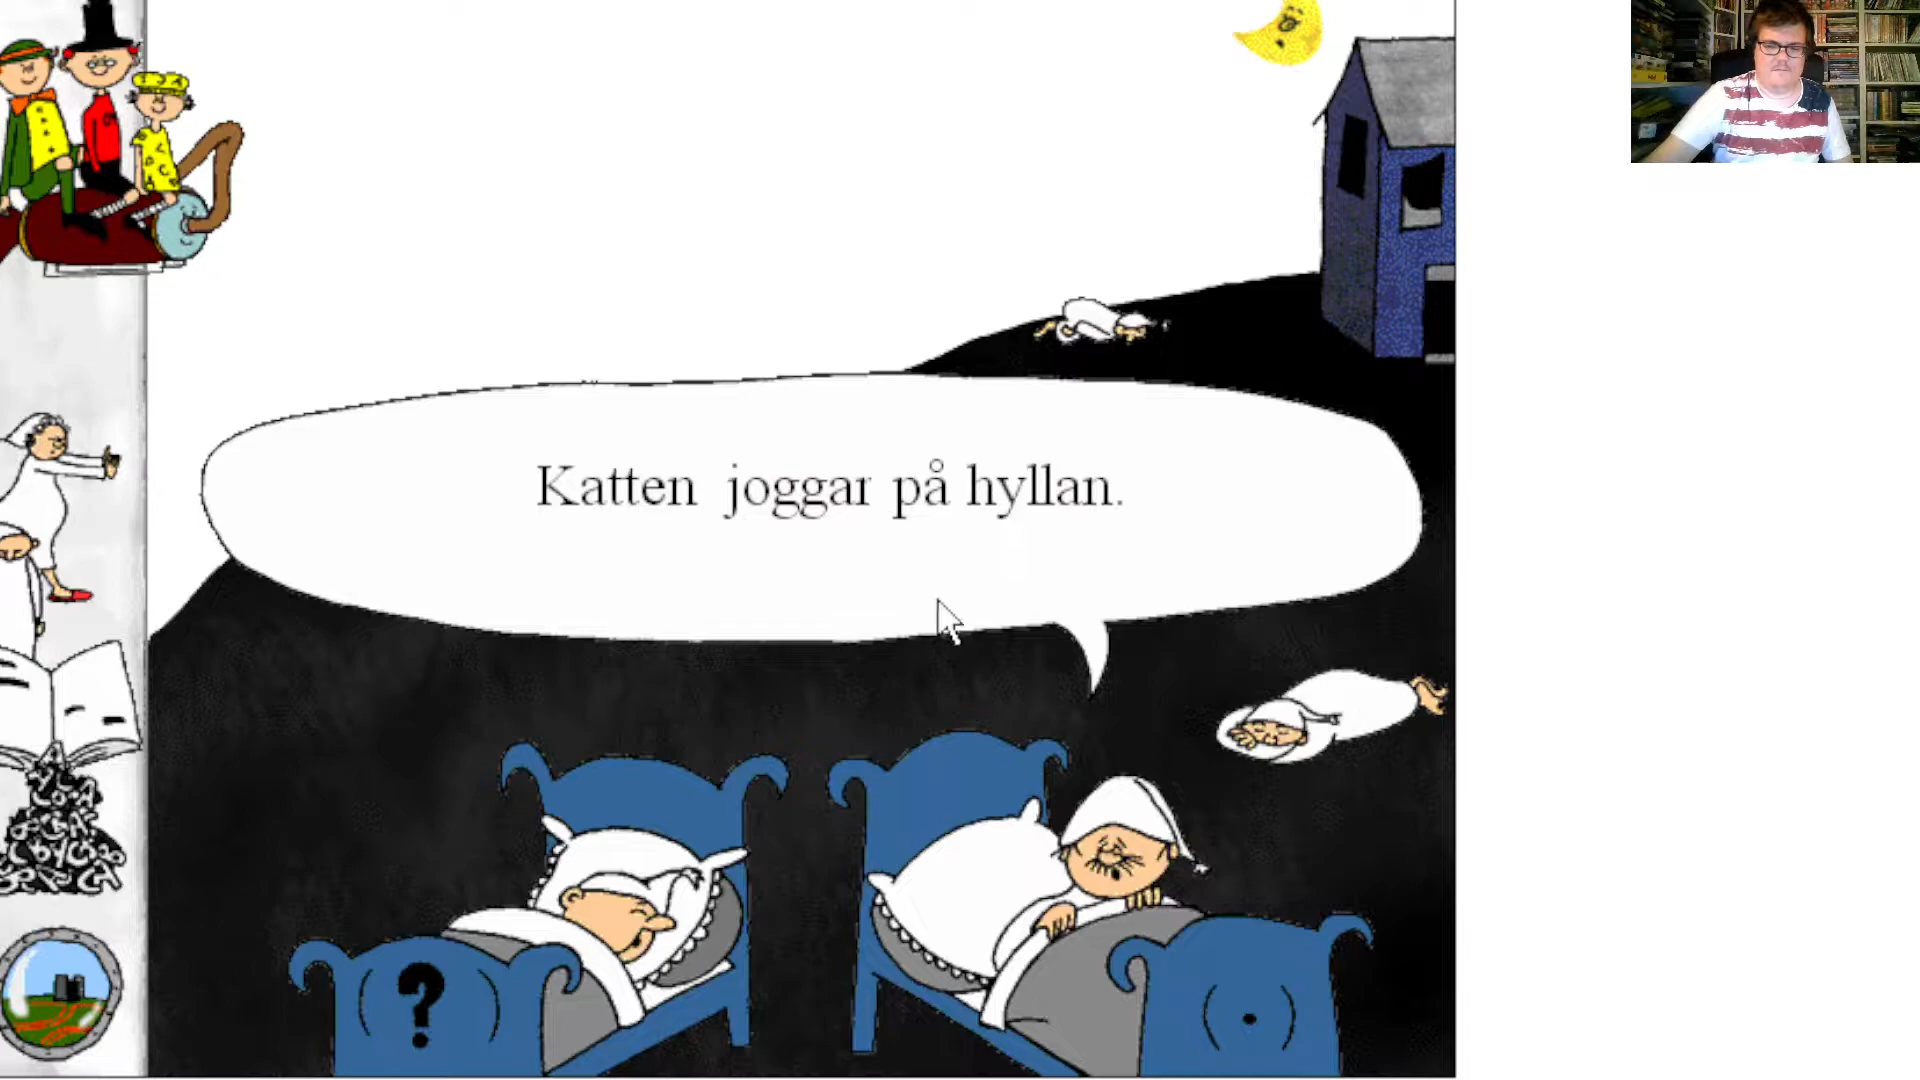 Katten joggar på hyllan.
?
.